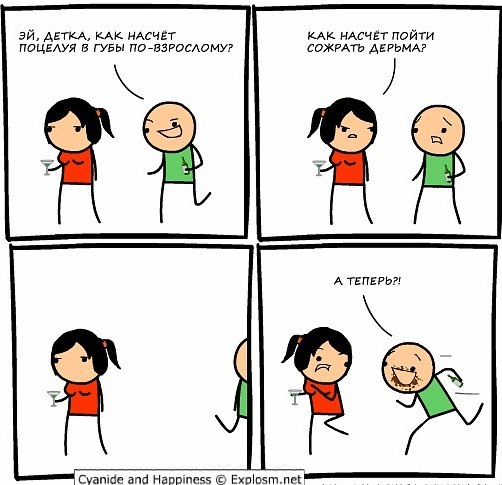 ЭЙ, ДЕТКА, КАК НАСЧЁТ
ПОЦЕЛУЯ В ГУБЫ ПО-ВЗРОСЛОМУ?
КАК НАСЧЁТ ПОЙТИ
СОЖРАТЬ ДЕРЬМА?
А ТЕПЕРЬ?!
Cyanide and Happiness © Explosm.net